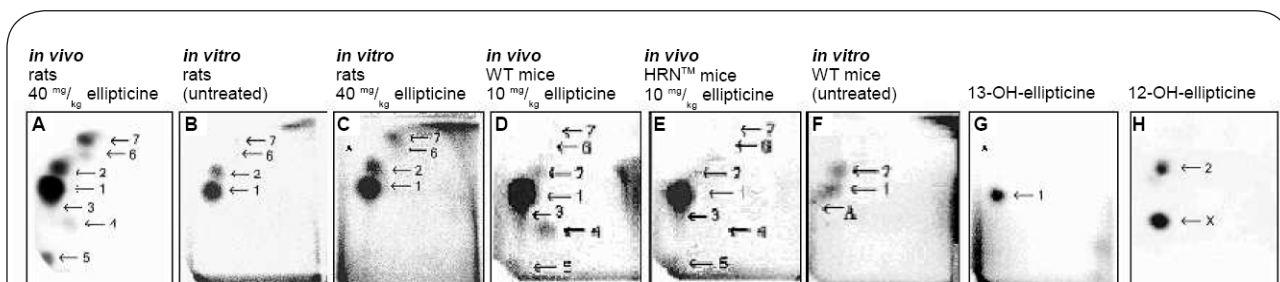 in vivo
rats
40 mg/kg ellipticine
in vitro
rats
(untreated)
in vitro
rats
40 mg/kg ellipticine
in vivo
WT mice
10 mg/kg ellipticine
in vivo
HRN™ mice
10 mg/kg ellipticine
in vitro
WT mice
(untreated)
13-OH-ellipticine
12-OH-ellipticine
A
←7
←6
←2
←1
←3
←4
←5
B
←7
←6
←2
←1
C
A
←7
←6
←2
←1
D
←7
←6
←2
←1
←3
←4
←5
E
←7
←6
←2
←1
←3
←4
←5
F
←2
←1
←A
G
A
←1
H
←2
←X